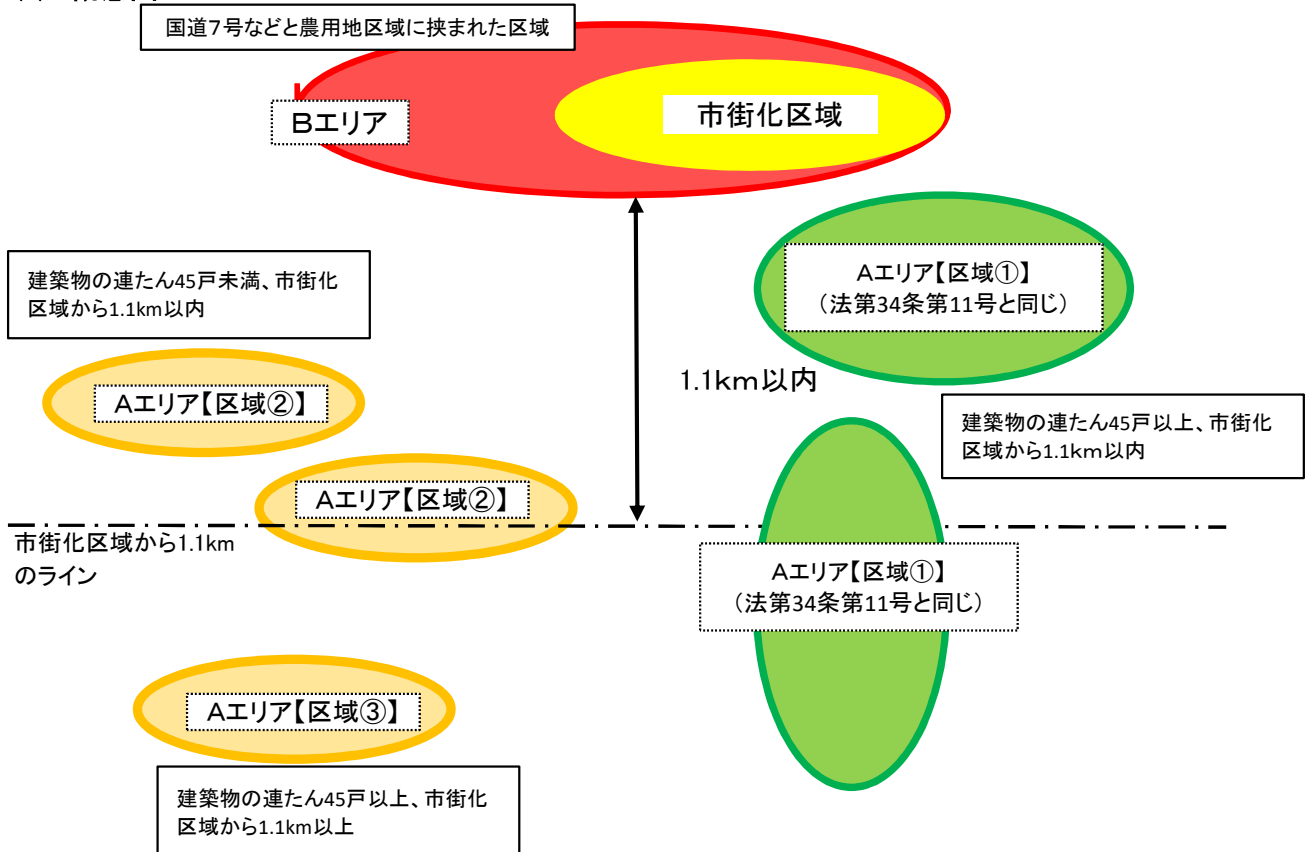 国道７号などと農用地区域に挟まれた区域
Ｂエリア
市街化区域
Ａエリア【区域①】
（法第34条第11号と同じ）
建築物の連たん45戸未満、市街化
区域から1.1km以内
1.1ｋｍ以内
Ａエリア【区域②】
建築物の連たん45戸以上、市街化
区域から1.1ｋｍ以内
Ａエリア【区域②】
市街化区域から1.1km
のライン
Ａエリア【区域①】
（法第34条第11号と同じ）
Ａエリア【区域③】
建築物の連たん45戸以上、市街化
区域から1.1km以上